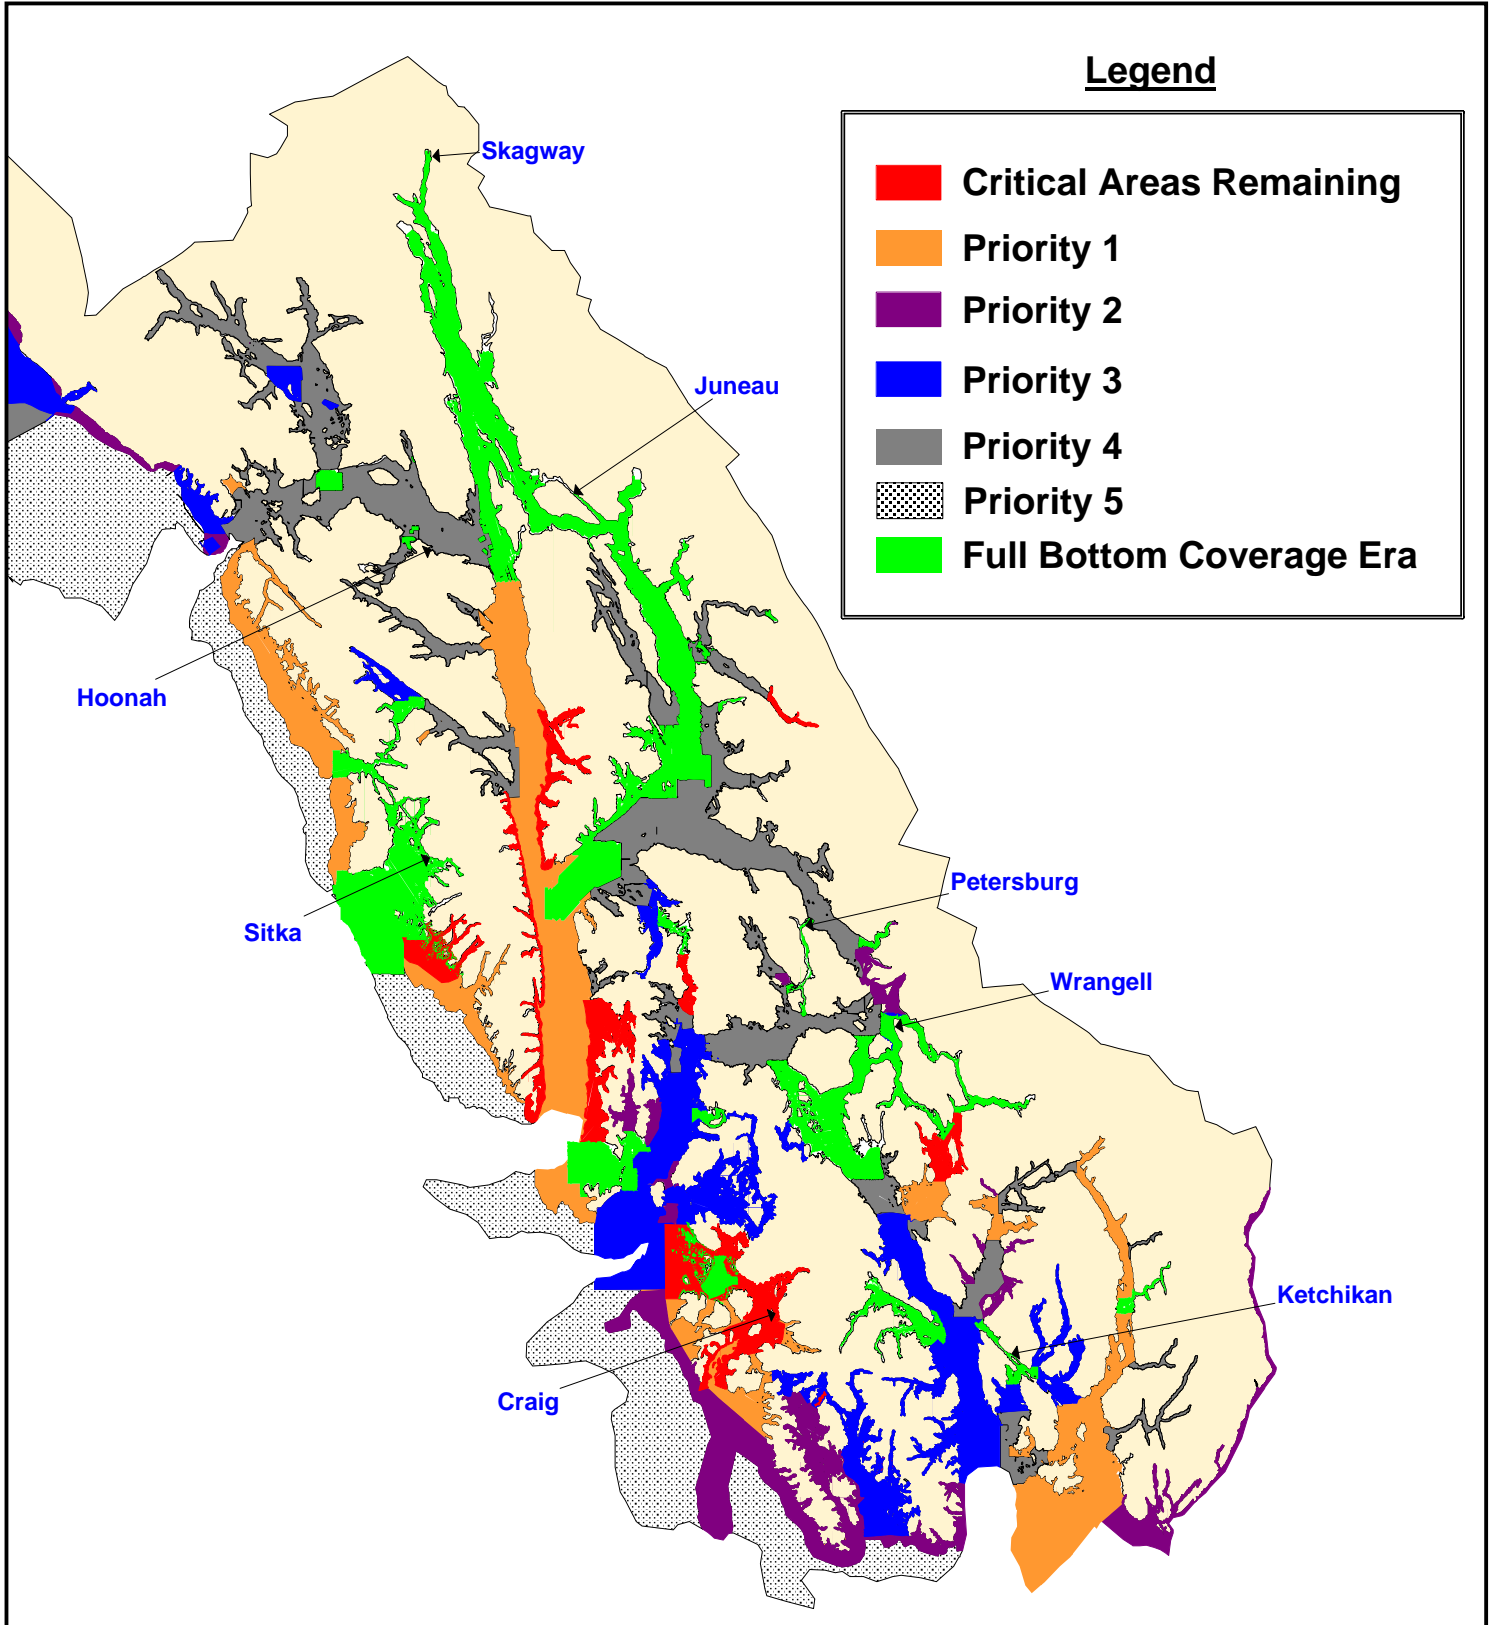 Legend
Critical Areas Remaining
Priority 1
Priority 2
Priority 3
Priority 4
Priority 5
Full Bottom Coverage Era
Skagway
Juneau
Hoonah
Petersburg
Sitka
Wrangell
Ketchikan
Craig